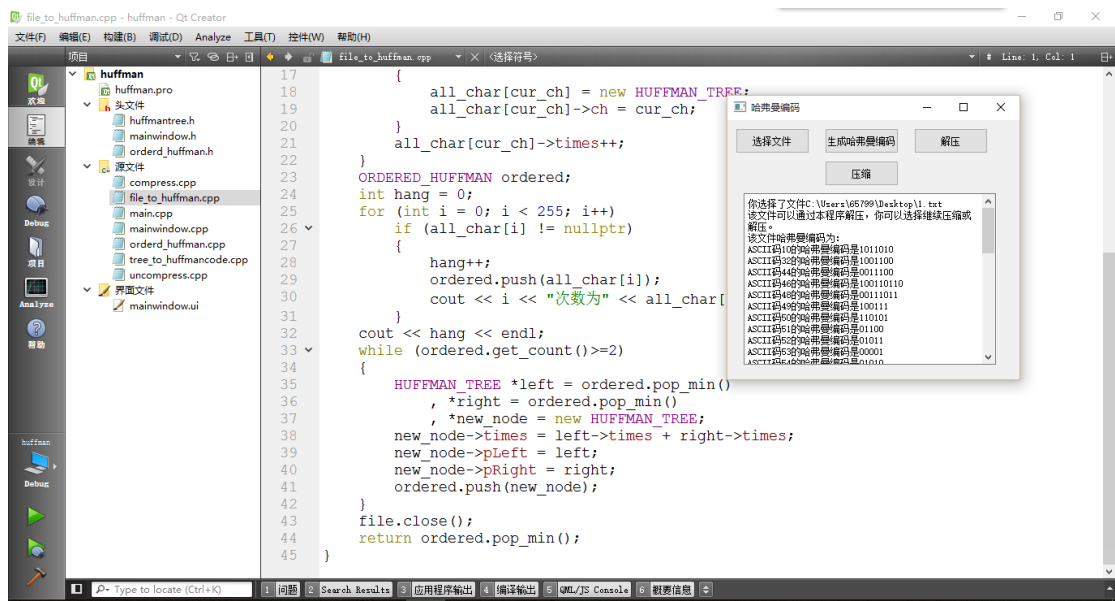 file_to_huffman.cpp - huffman - Qt Creator
文件(F) 编辑(E) 构建(B) 调试(D) Analyze 工具(T) 控件(W) 帮助(H)
项目
file_to_huffman.cpp
<选择符号>
Line: 1, Col: 1
欢迎
编辑
设计
Debug
项目
Analyze
帮助
huffman
Debug
huffman
huffman.pro
头文件
huffmantree.h
mainwindow.h
orderd_huffman.h
源文件
compress.cpp
file_to_huffman.cpp
main.cpp
mainwindow.cpp
orderd_huffman.cpp
tree_to_huffmancode.cpp
uncompress.cpp
界面文件
mainwindow.ui
17 {
18 all_char[cur_ch] = new HUFFMAN_TREE;
19 all_char[cur_ch]->ch = cur_ch;
20 }
21 all_char[cur_ch]->times++;
22 }
23 ORDERED_HUFFMAN ordered;
24 int hang = 0;
25 for (int i = 0; i < 255; i++)
26 if (all_char[i] != nullptr)
27 {
28 hang++;
29 ordered.push(all_char[i]);
30 cout << i << "次数为" << all_char[
31 }
32 cout << hang << endl;
33 while (ordered.get_count()>=2)
34 {
35 HUFFMAN_TREE *left = ordered.pop_min()
36 , *right = ordered.pop_min()
37 , *new_node = new HUFFMAN_TREE;
38 new_node->times = left->times + right->times;
39 new_node->pLeft = left;
40 new_node->pRight = right;
41 ordered.push(new_node);
42 }
43 file.close();
44 return ordered.pop_min();
45 }
哈弗曼编码
选择文件 生成哈弗曼编码 解压
压缩
你选择了文件C:\Users\65799\Desktop\1.txt
该文件可以通过本程序解压，你可以选择继续压缩或
解压。
该文件哈弗曼编码为:
ASCII码10的哈弗曼编码是1011010
ASCII码32的哈弗曼编码是1001100
ASCII码44的哈弗曼编码是0011100
ASCII码46的哈弗曼编码是100110110
ASCII码48的哈弗曼编码是00111011
ASCII码49的哈弗曼编码是100111
ASCII码50的哈弗曼编码是110101
ASCII码51的哈弗曼编码是01100
ASCII码52的哈弗曼编码是01011
ASCII码53的哈弗曼编码是00001
ASCII码54的哈弗曼编码是01010
Type to locate (Ctrl+K)
1 问题 2 Search Results 3 应用程序输出 4 编译输出 5 QML/JS Console 6 概要信息